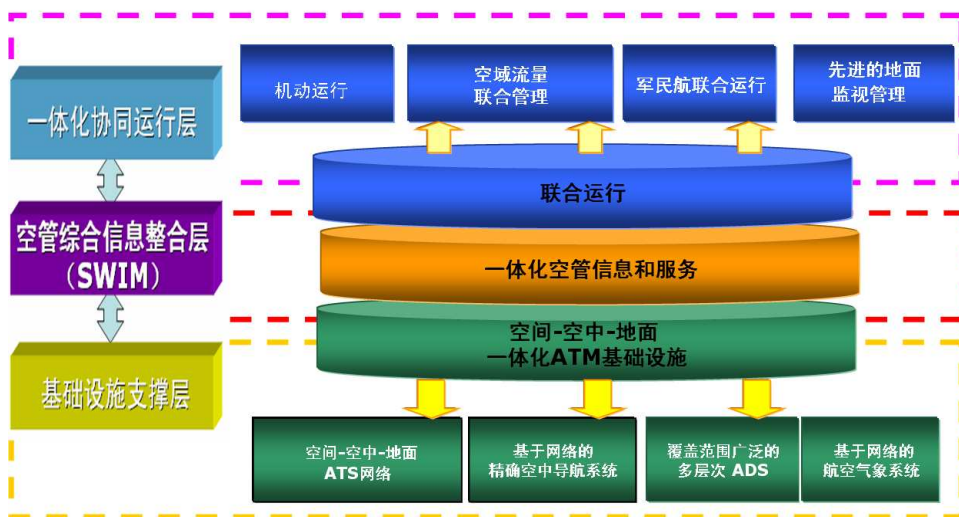 机动运行
空域流量
联合管理
军民航联合运行
先进的地面
监视管理
一体化协同运行层
联合运行
空管综合信息整合层
（SWIM）
一体化空管信息和服务
空间-空中-地面
一体化ATM基础设施
基础设施支撑层
空间-空中-地面
ATS网络
基于网络的
精确空中导航系统
覆盖范围广泛的
多层次 ADS
基于网络的
航空气象系统